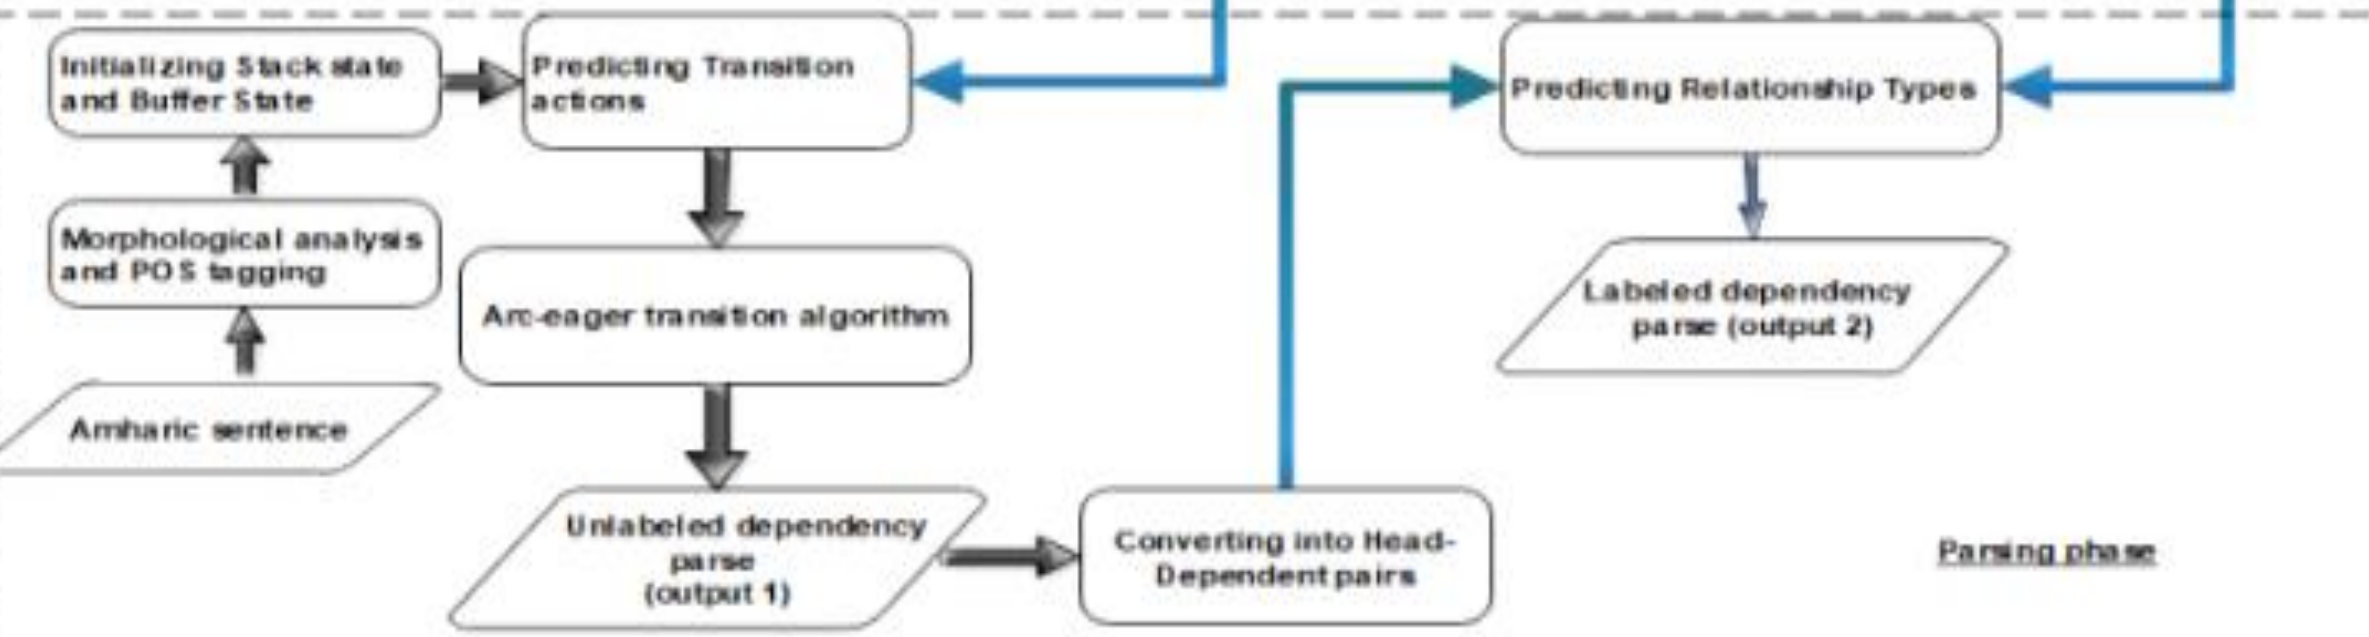 Initializing Stack state
and Buffer State
Predicting Transition
actions
Predicting Relationship Types
Morphological analysis
and POS tagging
Arc-eager transition algorithm
Labeled dependency
parse (output 2)
Amharic sentence
Unlabeled dependency
parse
(output 1)
Converting into Head-
Dependent pairs
Parsing phase